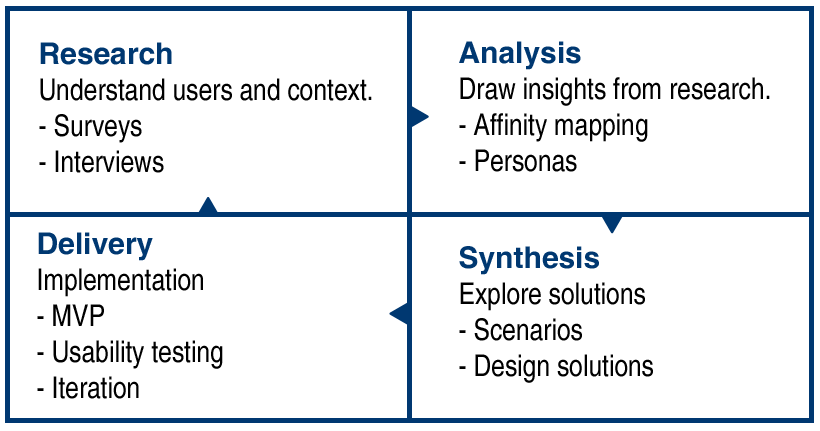 Research
Understand users and context.
- Surveys
- Interviews
Analysis
Draw insights from research.
- Affinity mapping
- Personas
Delivery
Implementation
- MVP
- Usability testing
- Iteration
Synthesis
Explore solutions
- Scenarios
- Design solutions